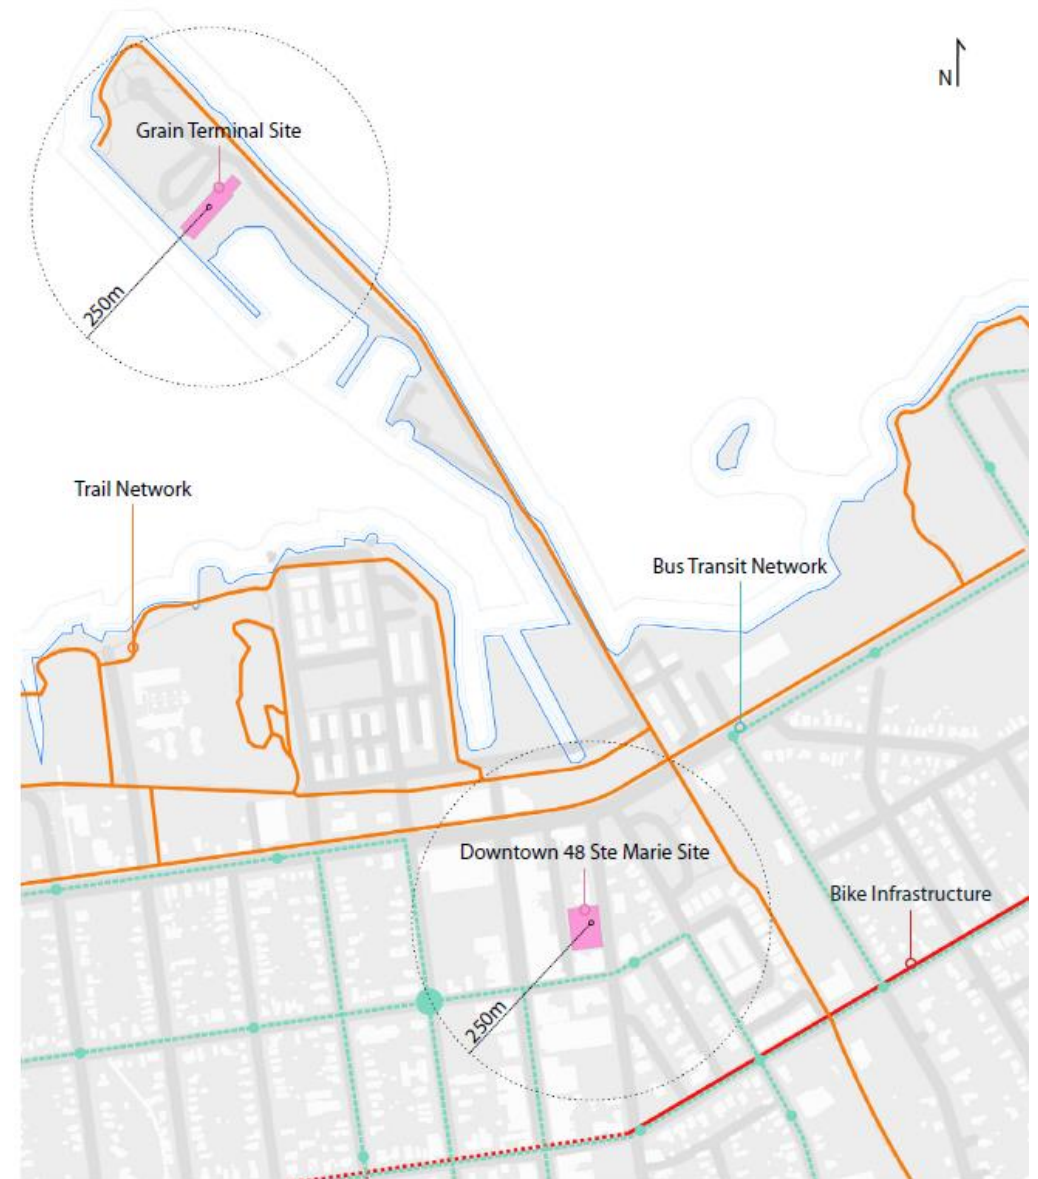 N
Grain Terminal Site
250m
Trail Network
Bus Transit Network
Downtown 48 Ste Marie Site
Bike Infrastructure
250m